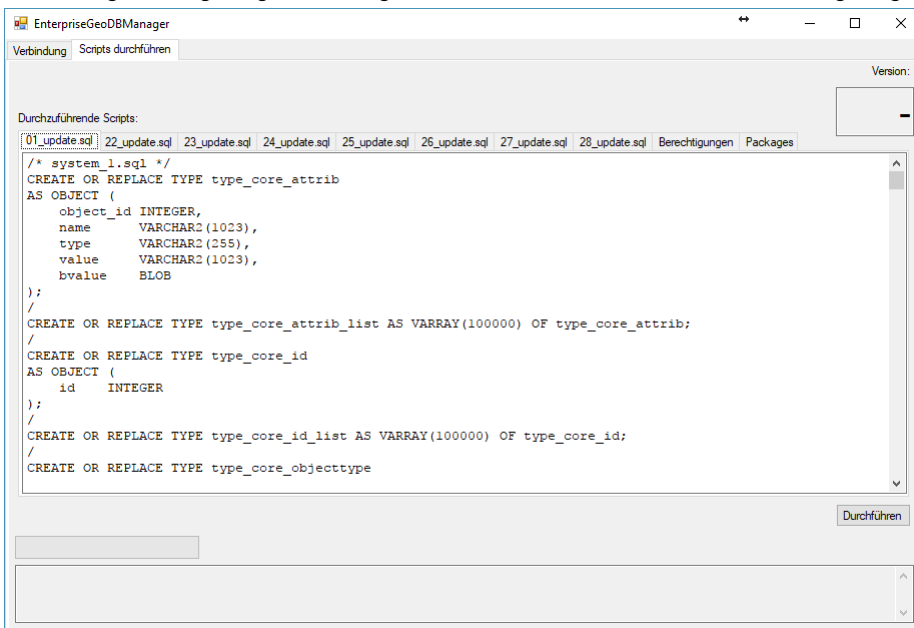 EnterpriseGeoDBManager
Verbindung Scripts durchführen
Version:
-
Durchzuführende Scripts:
01_update.sql 22_update.sql 23_update.sql 24_update.sql 25_update.sql 26_update.sql 27_update.sql 28_update.sql Berechtigungen Packages
/* system_1.sql */
CREATE OR REPLACE TYPE type_core_attrib
AS OBJECT (
    object_id INTEGER,
    name      VARCHAR2(1023),
    type      VARCHAR2(255),
    value     VARCHAR2(1023),
    bvalue    BLOB
);
/
CREATE OR REPLACE TYPE type_core_attrib_list AS VARRAY(100000) OF type_core_attrib;
/
CREATE OR REPLACE TYPE type_core_id
AS OBJECT (
    id    INTEGER
);
/
CREATE OR REPLACE TYPE type_core_id_list AS VARRAY(100000) OF type_core_id;
/
CREATE OR REPLACE TYPE type_core_objecttype
Durchführen